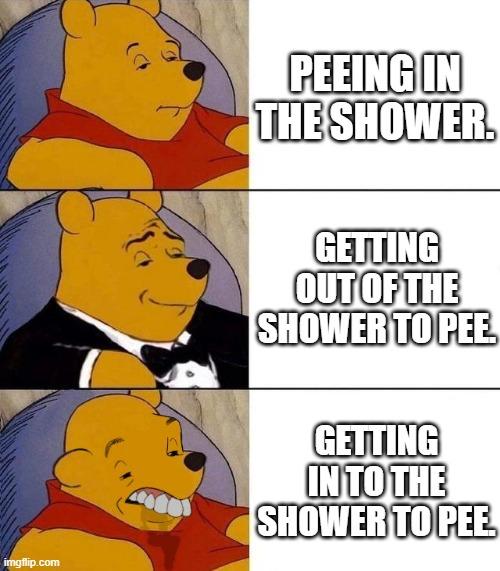 PEEING IN
THE SHOWER.
GETTING
OUT OF THE
SHOWER TO PEE.
GETTING
IN TO THE
SHOWER TO PEE.
imgflip.com